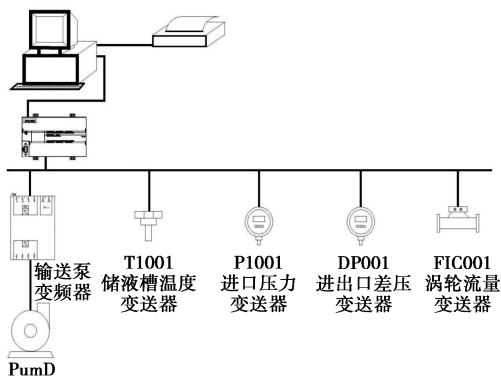 输送泵
变频器
PumD
T1001
储液槽温度
变送器
P1001
进口压力
变送器
DP001
进出口差压
变送器
FIC001
涡轮流量
变送器